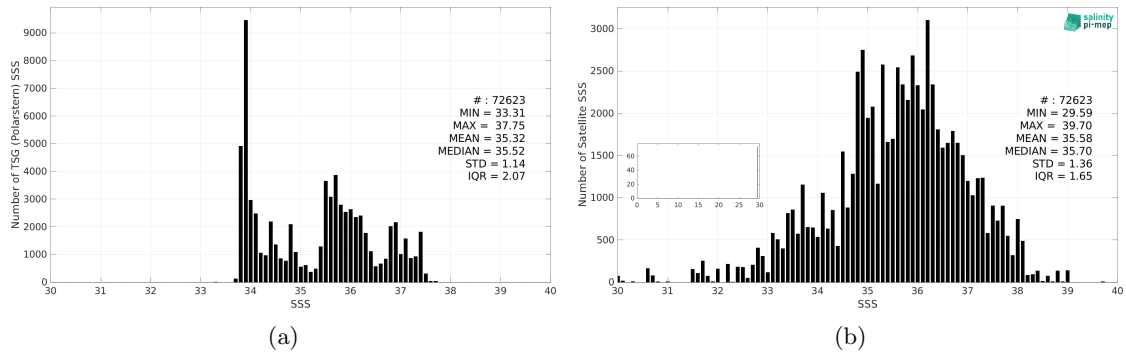 Number of TSG (Polarstern) SSS
9000
8000
7000
6000
5000
4000
3000
2000
1000
0
# : 72623
MIN = 33.31
MAX = 37.75
MEAN = 35.32
MEDIAN = 35.52
STD = 1.14
IQR = 2.07
30 31 32 33 34 35 36 37 38 39 40
SSS
(a)
salinity
pi-mep
Number of Satellite SSS
3000
2500
2000
1500
1000
500
0
# : 72623
MIN = 29.59
MAX = 39.70
MEAN = 35.58
MEDIAN = 35.70
STD = 1.36
IQR = 1.65
60
40
20
0
0 5 10 15 20 25 30
30 31 32 33 34 35 36 37 38 39 40
SSS
(b)